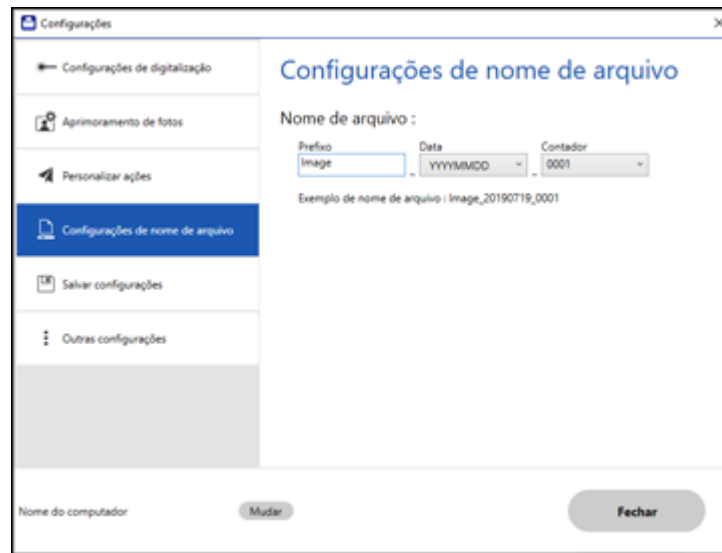 Configurações
Configurações de digitalização
Aprimoramento de fotos
Personalizar ações
Configurações de nome de arquivo
Salvar configurações
Outras configurações
Configurações de nome de arquivo
Nome de arquivo :
Prefixo Data Contador
Image _ YYYYMMDD _ 0001
Exemplo de nome de arquivo : Image_20190719_0001
Nome do computador Mudar Fechar